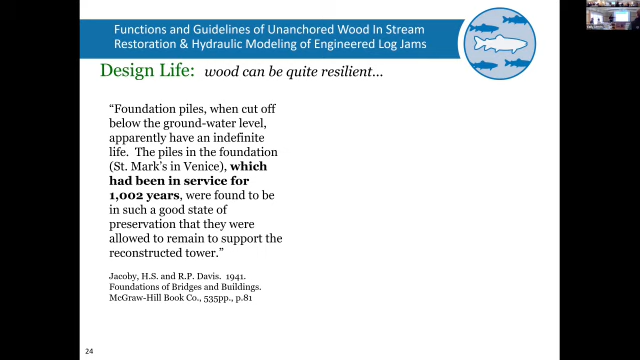 Functions and Guidelines of Unanchored Wood In Stream
Restoration & Hydraulic Modeling of Engineered Log Jams
Design Life: wood can be quite resilient...
“Foundation piles, when cut off
below the ground-water level,
apparently have an indefinite
life. The piles in the foundation
(St. Mark's in Venice), which
had been in service for
1,002 years, were found to be
in such a good state of
preservation that they were
allowed to remain to support the
reconstructed tower.”
Jacoby, H.S. and R.P. Davis. 1941.
Foundations of Bridges and Buildings.
McGraw-Hill Book Co., 535pp., p.81
24